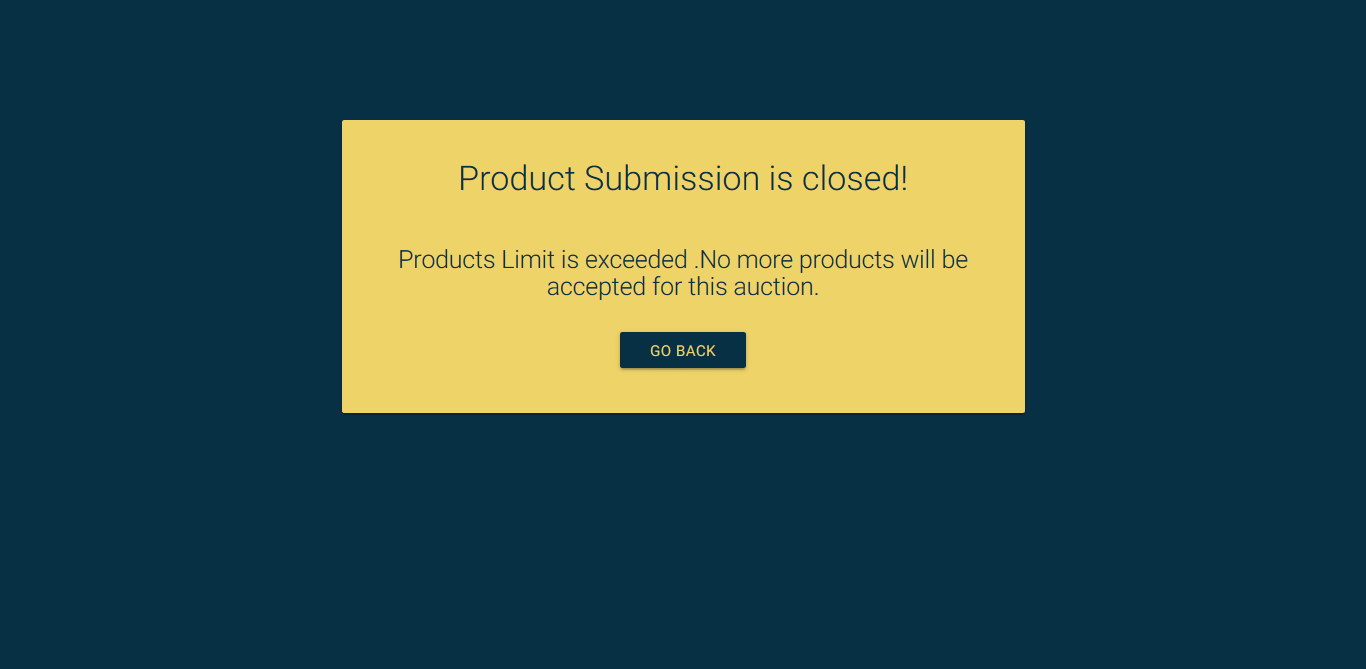 Product Submission is closed!
Products Limit is exceeded .No more products will be
accepted for this auction.
GO BACK